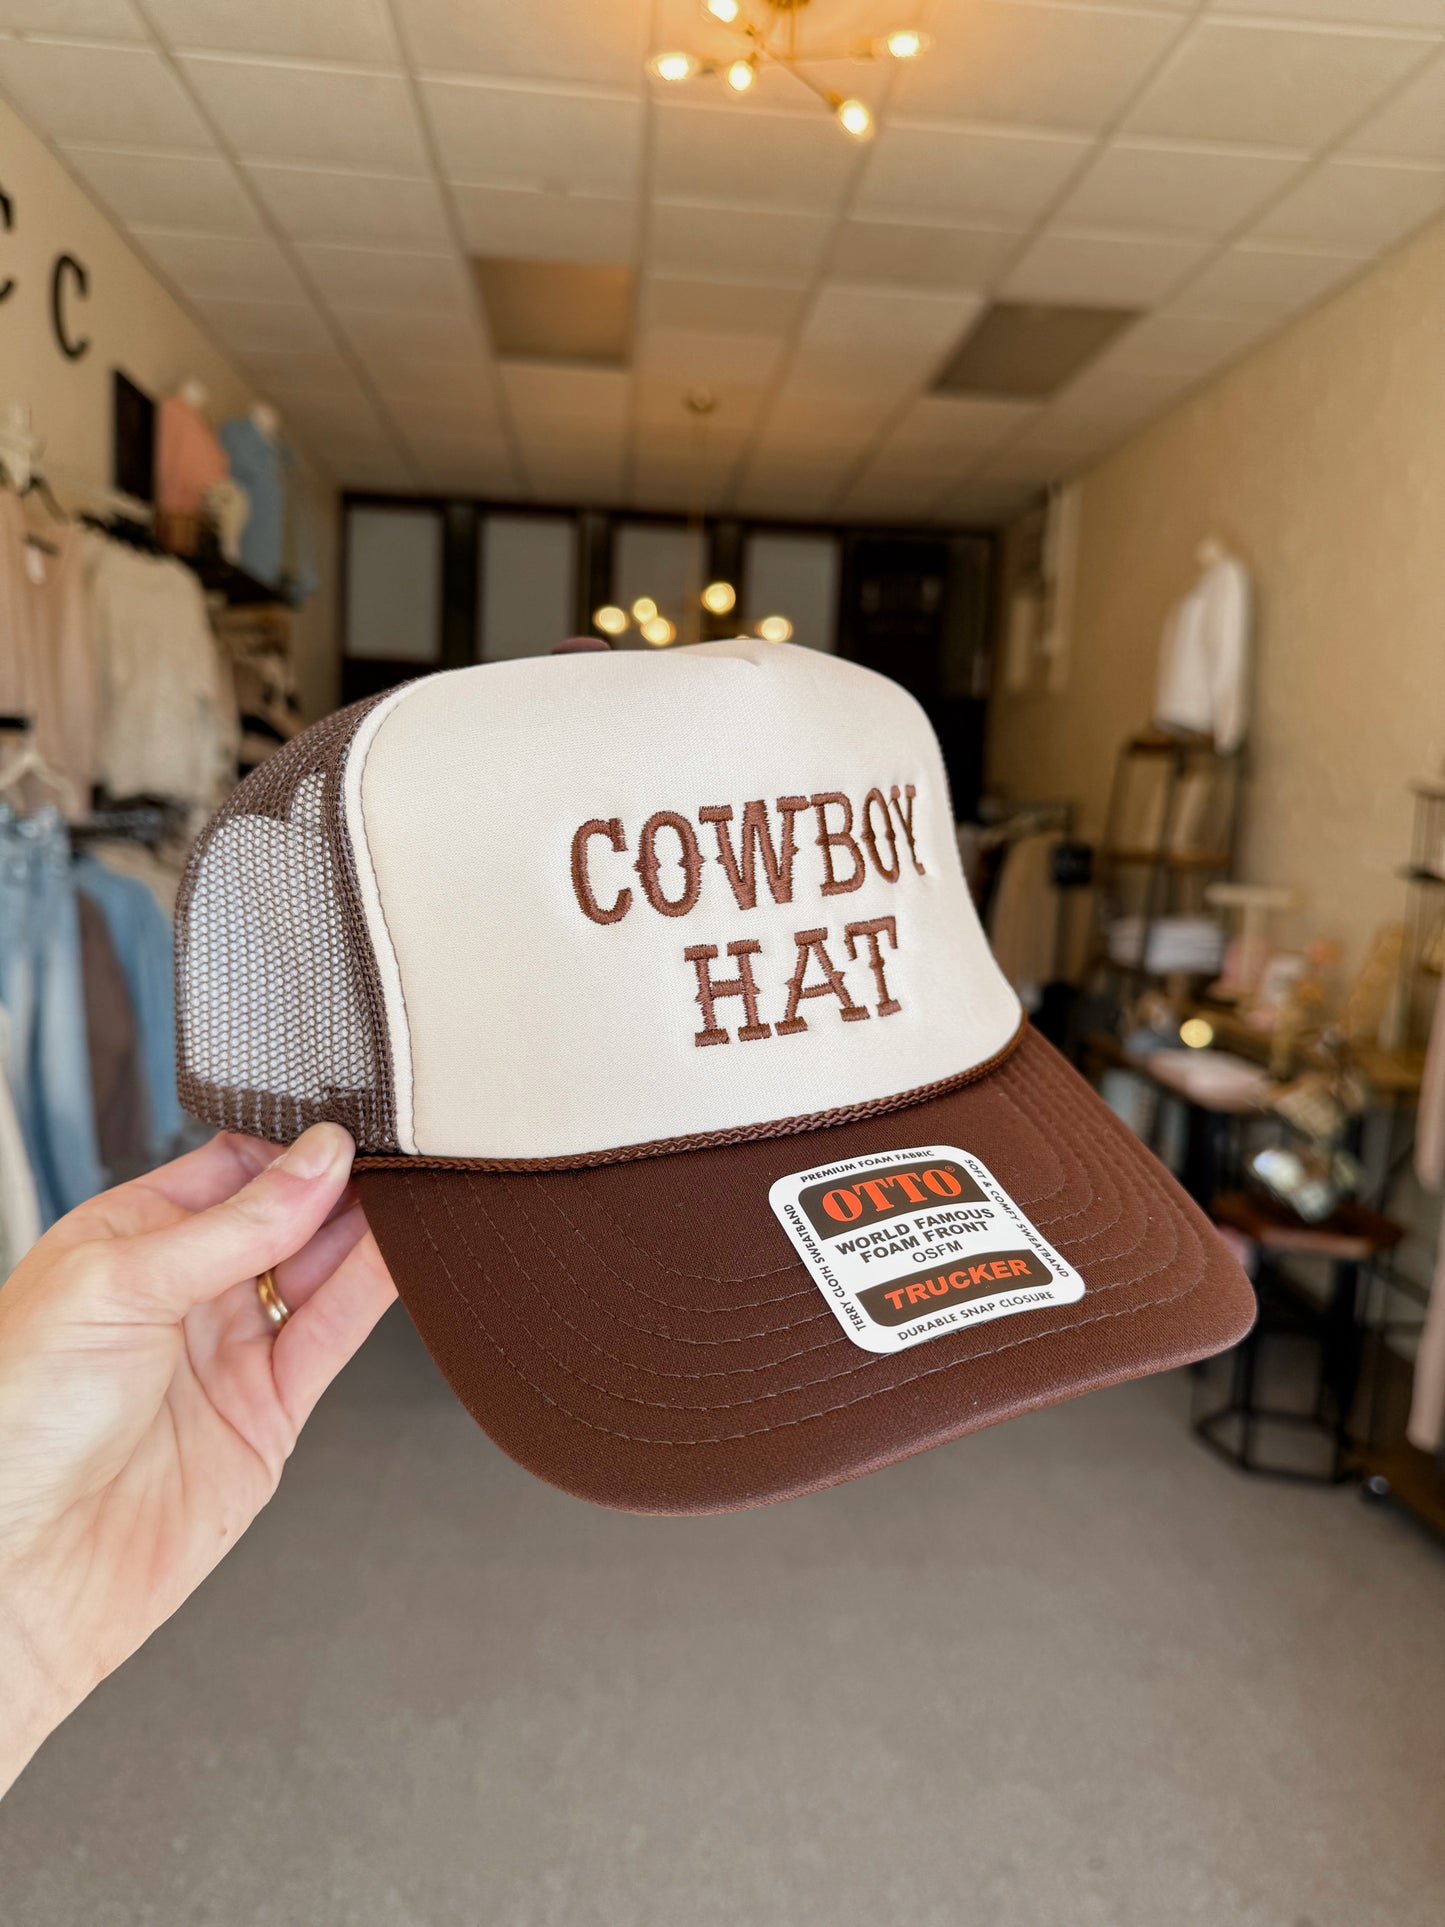 C C
COWBOY
HAT
PREMIUM FOAM FABRIC
SOFT & COMFY SWEATBAND
TERRY CLOTH SWEATBAND
OTTO®
WORLD FAMOUS
FOAM FRONT
OSFM
TRUCKER
DURABLE SNAP CLOSURE